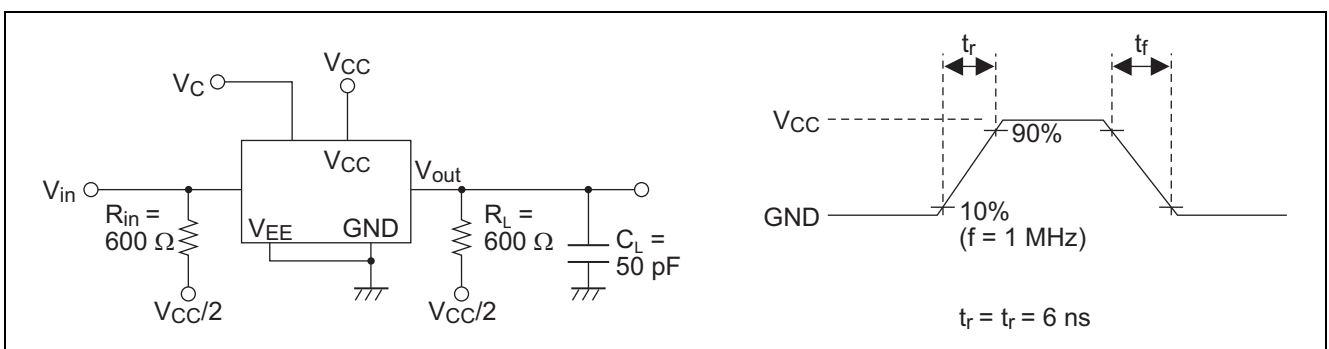 VC
VCC
VCC
Vin
Vout
Rin =
600 Ω
VEE
GND
RL =
600 Ω
CL =
50 pF
VCC/2
VCC/2
tr
tf
VCC
90%
GND
10%
(f = 1 MHz)
tr = tr = 6 ns